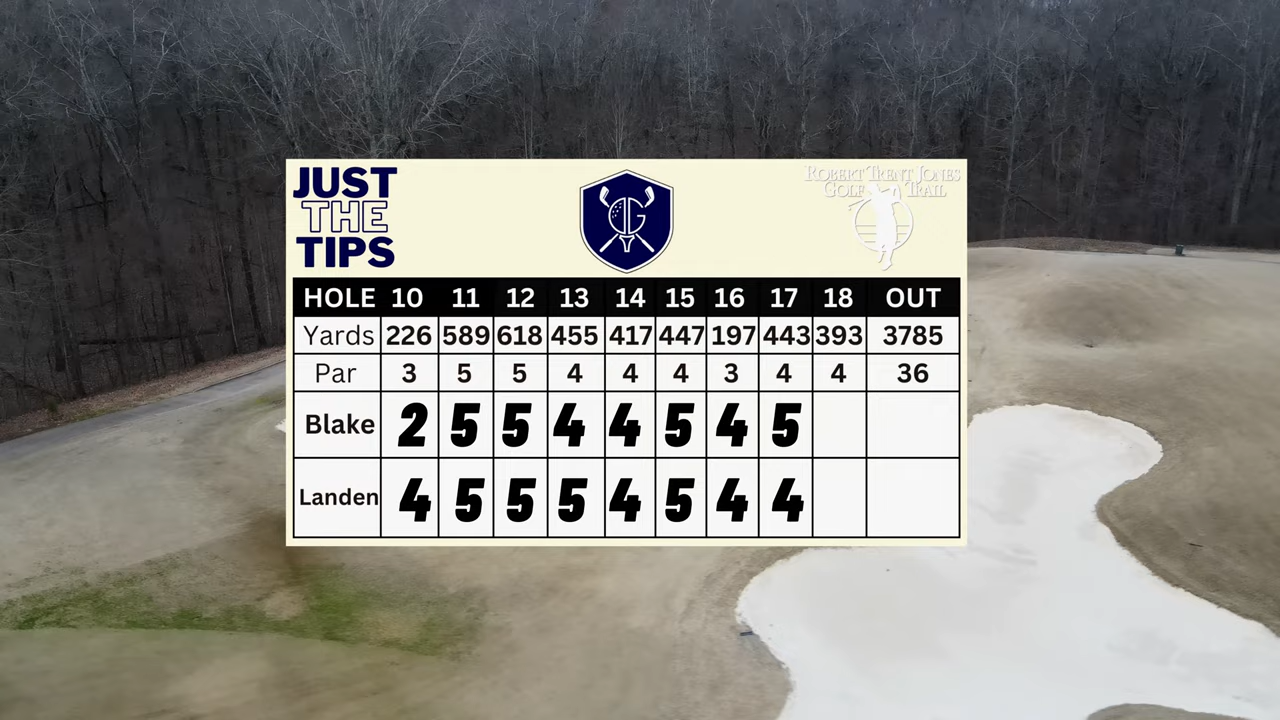 JUST
THE
TIPS
G
ROBERT TRENT JONES
GOLF TRAIL
HOLE 10 11 12 13 14 15 16 17 18 OUT
Yards 226 589 618 455 417 447 197 443 393 3785
Par 3 5 5 4 4 4 3 4 4 36
Blake 2 5 5 4 4 5 4 5
Landen 4 5 5 5 4 5 4 4